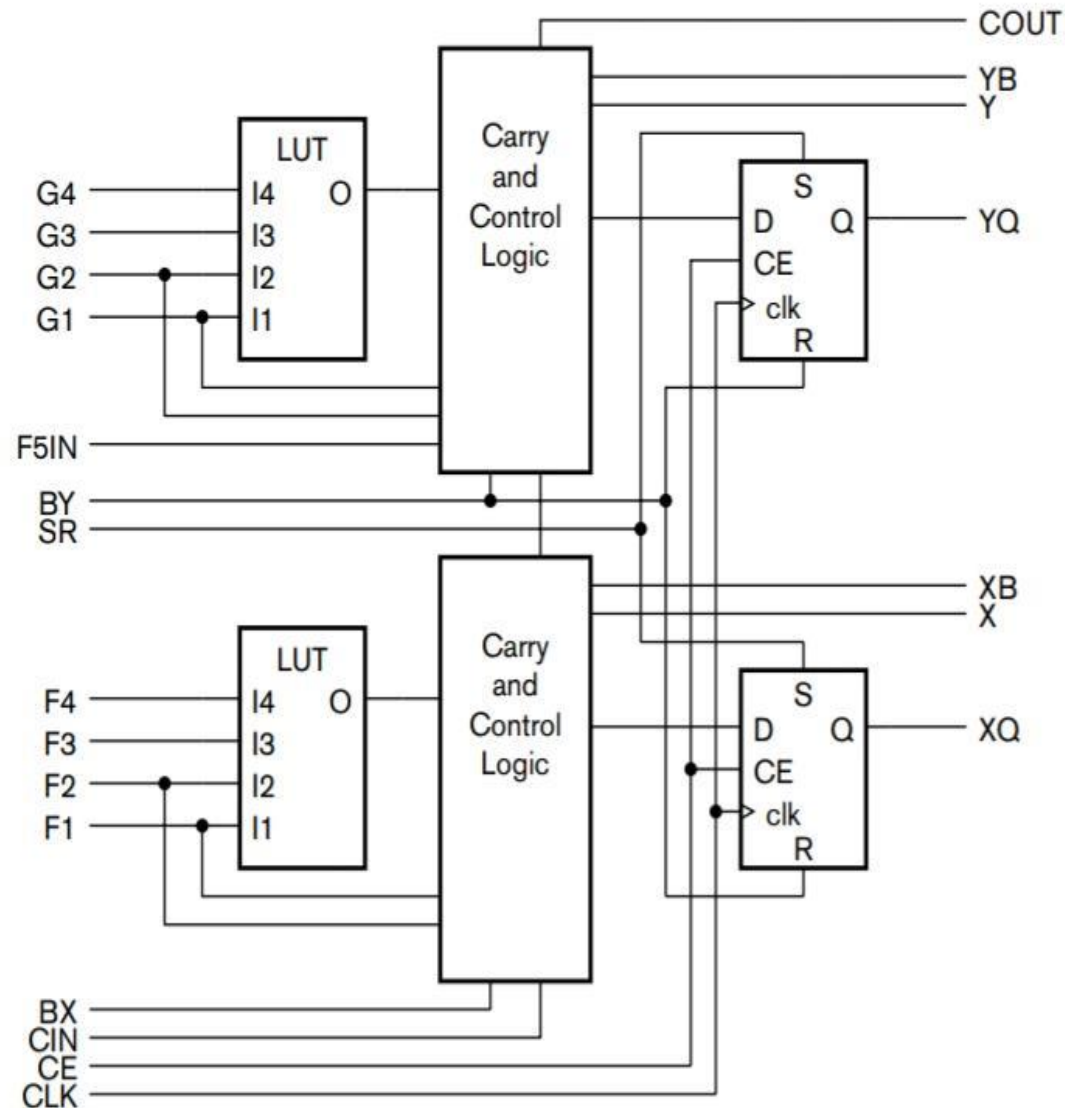 COUT
YB
Y
LUT
G4
I4
O
G3
I3
G2
I2
G1
I1
Carry
and
Control
Logic
S
D
Q
CE
clk
R
YQ
F5IN
BY
SR
XB
X
LUT
F4
I4
O
F3
I3
F2
I2
F1
I1
Carry
and
Control
Logic
S
D
Q
CE
clk
R
XQ
BX
CIN
CE
CLK